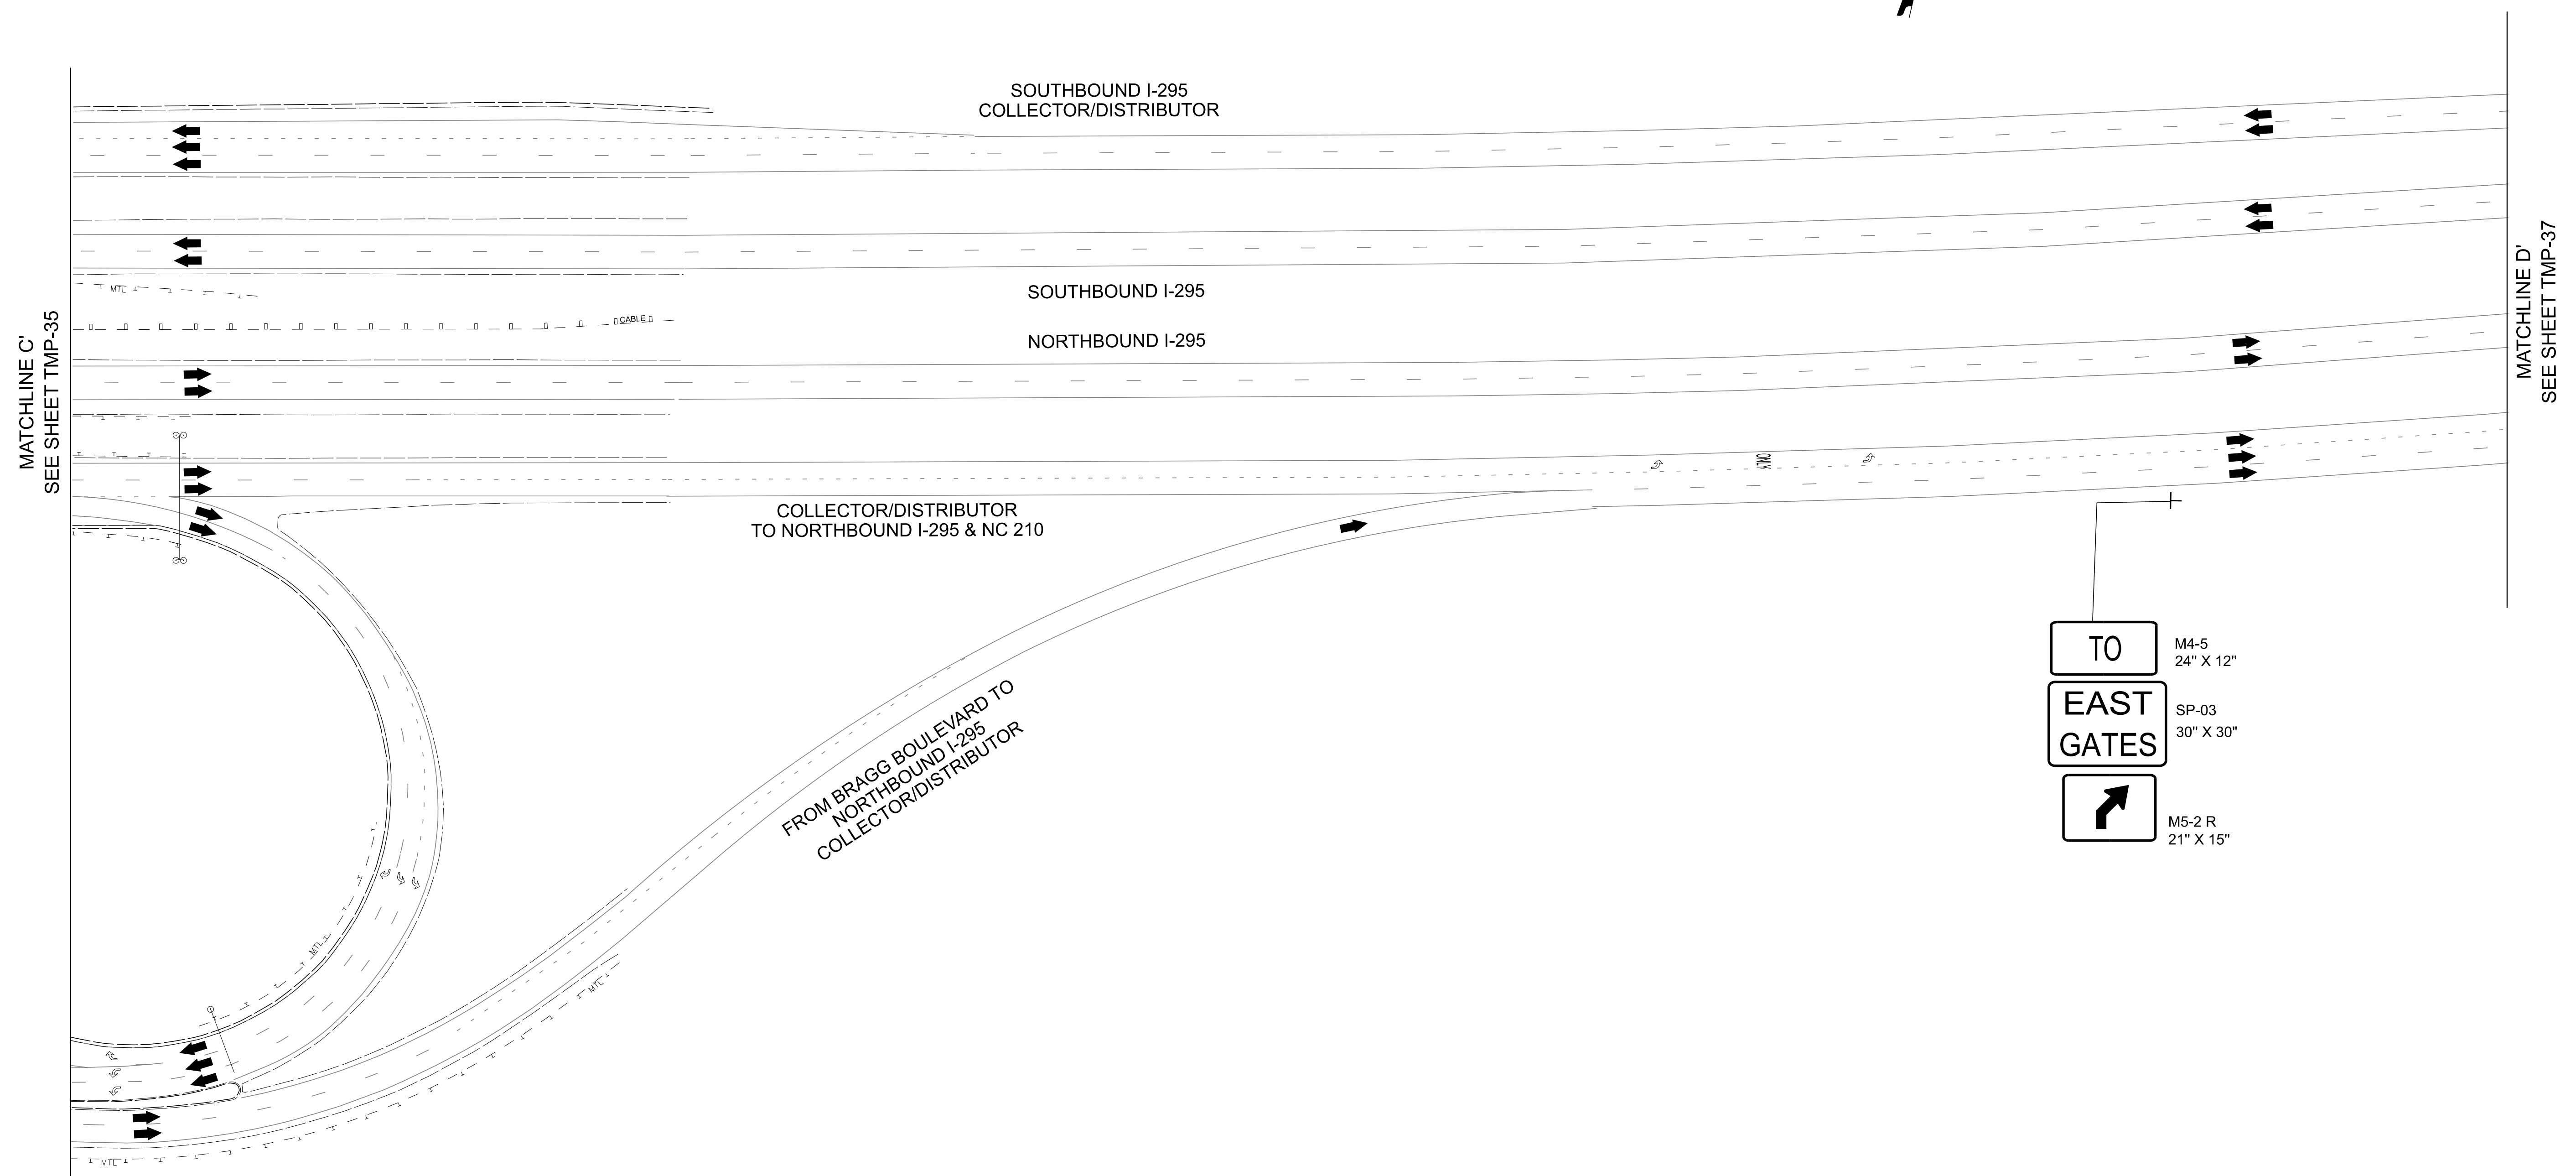 SOUTHBOUND I-295
COLLECTOR/DISTRIBUTOR
MATCHLINE C'
SEE SHEET TMP-35
MATCHLINE D'
SEE SHEET TMP-37
MTL
SOUTHBOUND I-295
CABLE
NORTHBOUND I-295
ONLY
COLLECTOR/DISTRIBUTOR
TO NORTHBOUND I-295 & NC 210
TO
M4-5
24" X 12"
EAST
GATES
SP-03
30" X 30"
M5-2 R
21" X 15"
FROM BRAGG BOULEVARD TO
NORTHBOUND I-295
COLLECTOR/DISTRIBUTOR
MTL
MTL
MTL